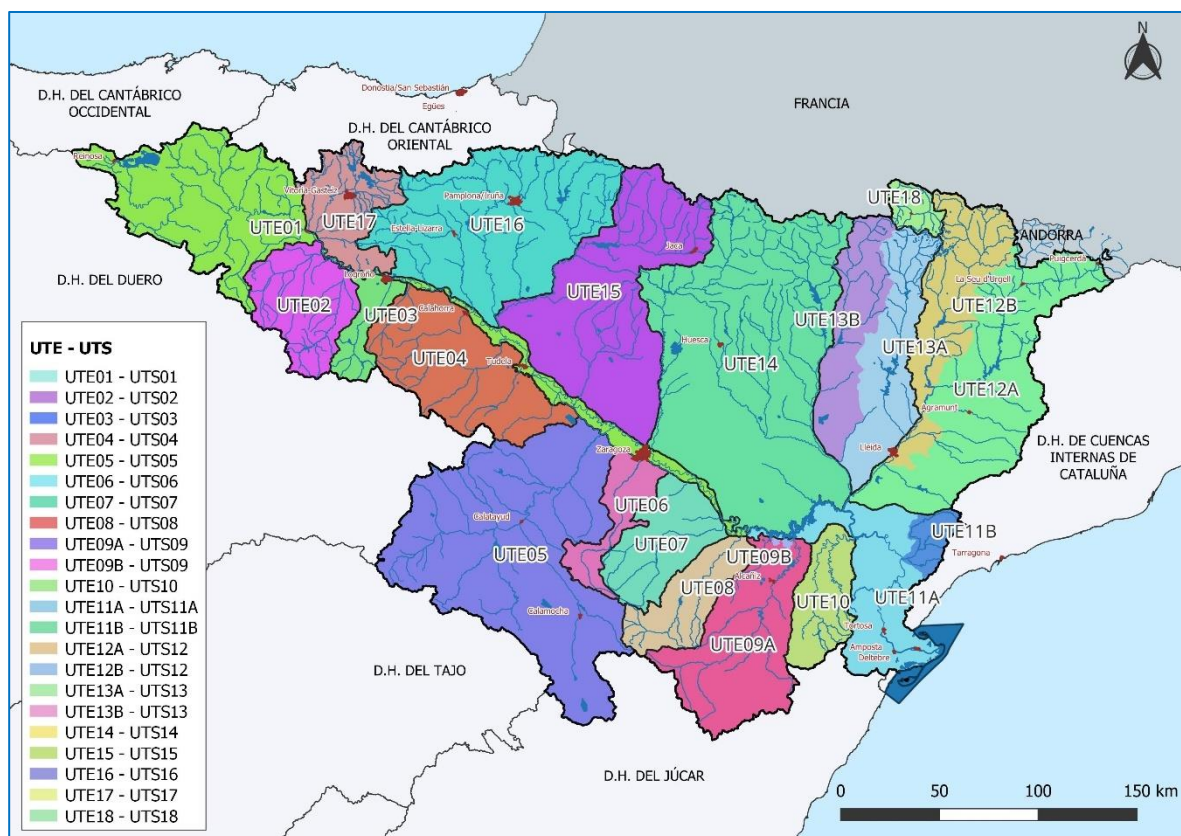 N
D.H. DEL CANTÁBRICO
OCCIDENTAL
Donostia/San Sebastián
Egües
FRANCIA
D.H. DEL CANTÁBRICO
ORIENTAL
Reinosa
Vitoria-Gasteiz
UTE17
Pamplona/Iruña
UTE16
Estella-Lizarra
UTE01
UTE18
ANDORRA
Puigcerdà
Jaca
La Seu d'Urgell
D.H. DEL DUERO
Logroño
UTE02
UTE03
Calahorra
UTE15
UTE12B
UTE13B
UTE13A
Huesca
UTE14
UTE04
Tudela
UTE12A
Agramunt
Lleida
Zaragoza
D.H. DE CUENCAS
INTERNAS DE
CATALUÑA
UTE06
Calatayud
UTE05
UTE07
UTE11B
Tarragona
UTE09B
Alcañiz
UTE08
UTE10
UTE11A
Calamocha
Tortosa
UTE09A
Amposta
Deltebre
D.H. DEL TAJO
D.H. DEL JÚCAR
UTE - UTS
UTE01 - UTS01
UTE02 - UTS02
UTE03 - UTS03
UTE04 - UTS04
UTE05 - UTS05
UTE06 - UTS06
UTE07 - UTS07
UTE08 - UTS08
UTE09A - UTS09
UTE09B - UTS09
UTE10 - UTS10
UTE11A - UTS11A
UTE11B - UTS11B
UTE12A - UTS12
UTE12B - UTS12
UTE13A - UTS13
UTE13B - UTS13
UTE14 - UTS14
UTE15 - UTS15
UTE16 - UTS16
UTE17 - UTS17
UTE18 - UTS18
0 50 100 150 km